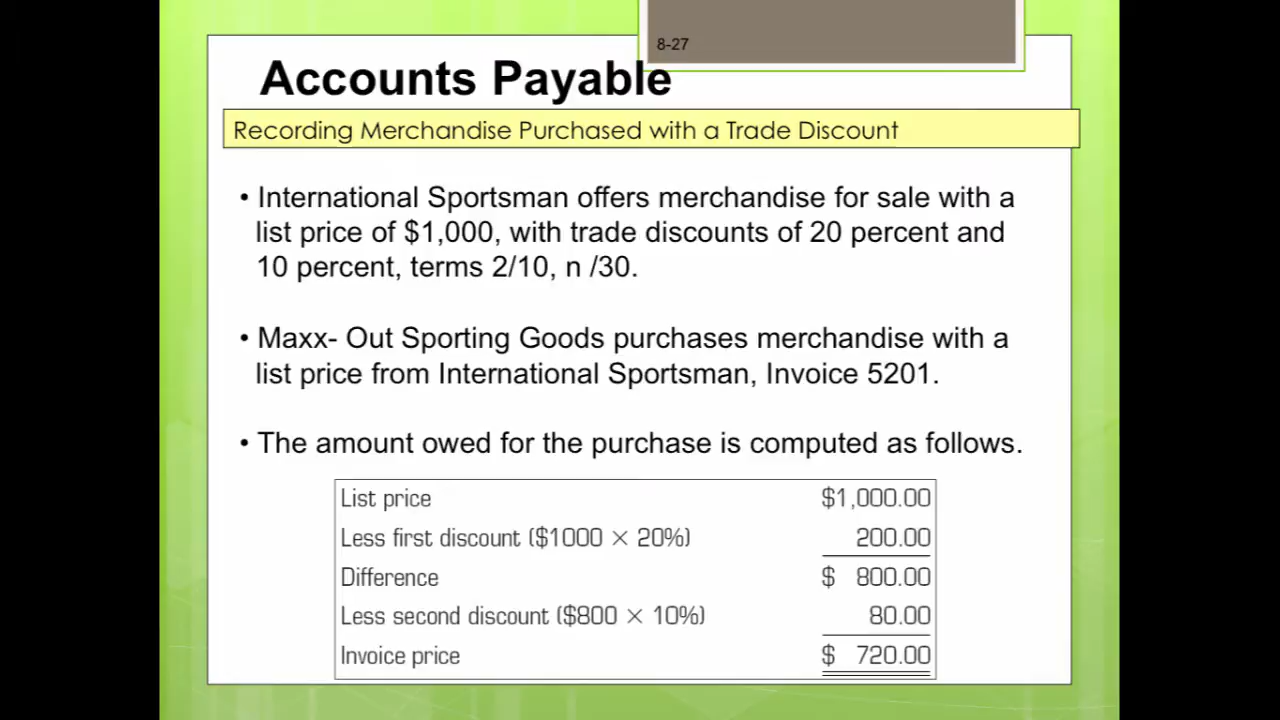 8-27
Accounts Payable
Recording Merchandise Purchased with a Trade Discount
• International Sportsman offers merchandise for sale with a
list price of $1,000, with trade discounts of 20 percent and
10 percent, terms 2/10, n /30.
• Maxx- Out Sporting Goods purchases merchandise with a
list price from International Sportsman, Invoice 5201.
• The amount owed for the purchase is computed as follows.
List price $1,000.00
Less first discount ($1000 × 20%) 200.00
Difference $ 800.00
Less second discount ($800 × 10%) 80.00
Invoice price $ 720.00